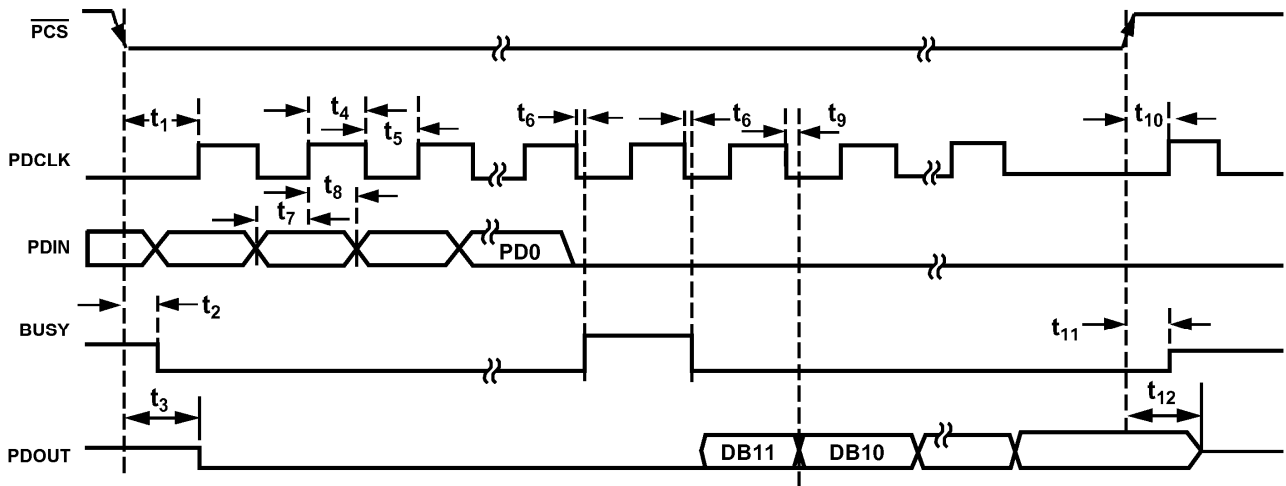 PCS
t1
t4
t5
t6
t6
t9
t10
PDCLK
t8
t7
PDIN
PD0
t2
BUSY
t11
t3
t12
PDOUT
DB11
DB10